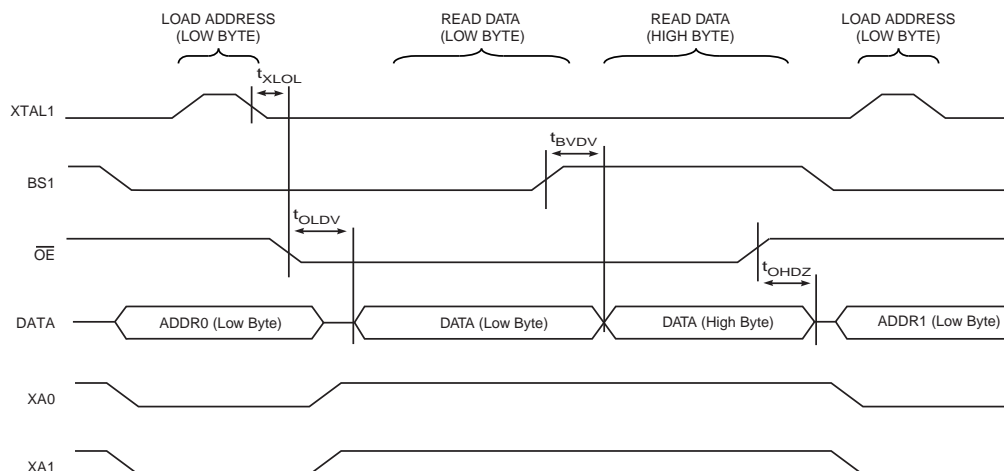 LOAD ADDRESS
(LOW BYTE)
READ DATA
(LOW BYTE)
READ DATA
(HIGH BYTE)
LOAD ADDRESS
(LOW BYTE)
tXLOL
XTAL1
tBVDV
BS1
tOLDV
OE
tOHDZ
DATA
ADDR0 (Low Byte)
DATA (Low Byte)
DATA (High Byte)
ADDR1 (Low Byte)
XA0
XA1